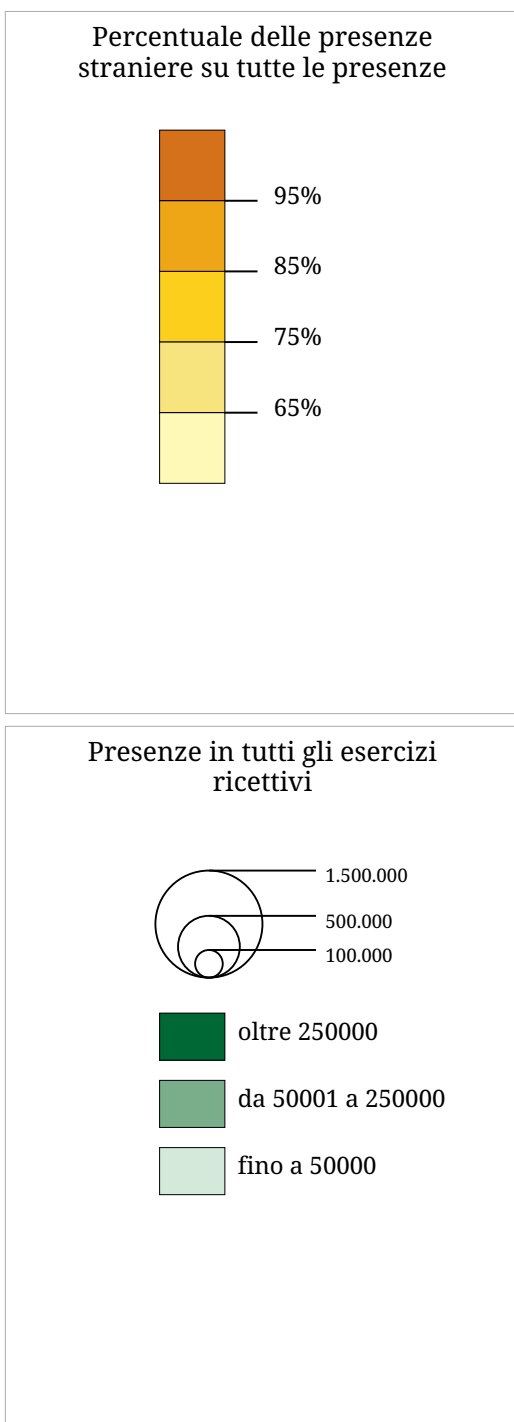 Percentuale delle presenze
straniere su tutte le presenze
95%
85%
75%
65%
Presenze in tutti gli esercizi
ricettivi
1.500.000
500.000
100.000
oltre 250000
da 50001 a 250000
fino a 50000